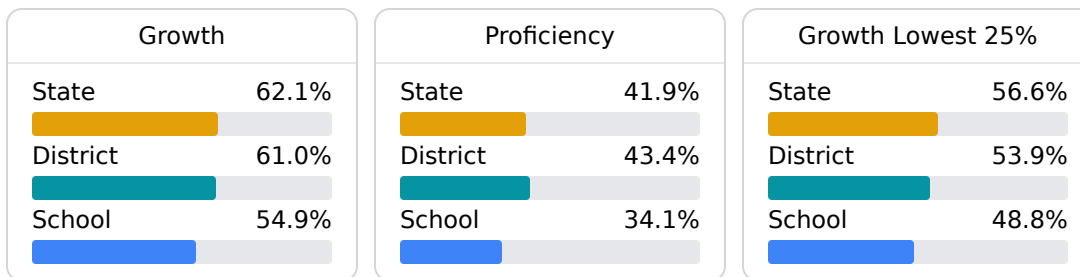 Growth
State 62.1%
District 61.0%
School 54.9%
Proficiency
State 41.9%
District 43.4%
School 34.1%
Growth Lowest 25%
State 56.6%
District 53.9%
School 48.8%